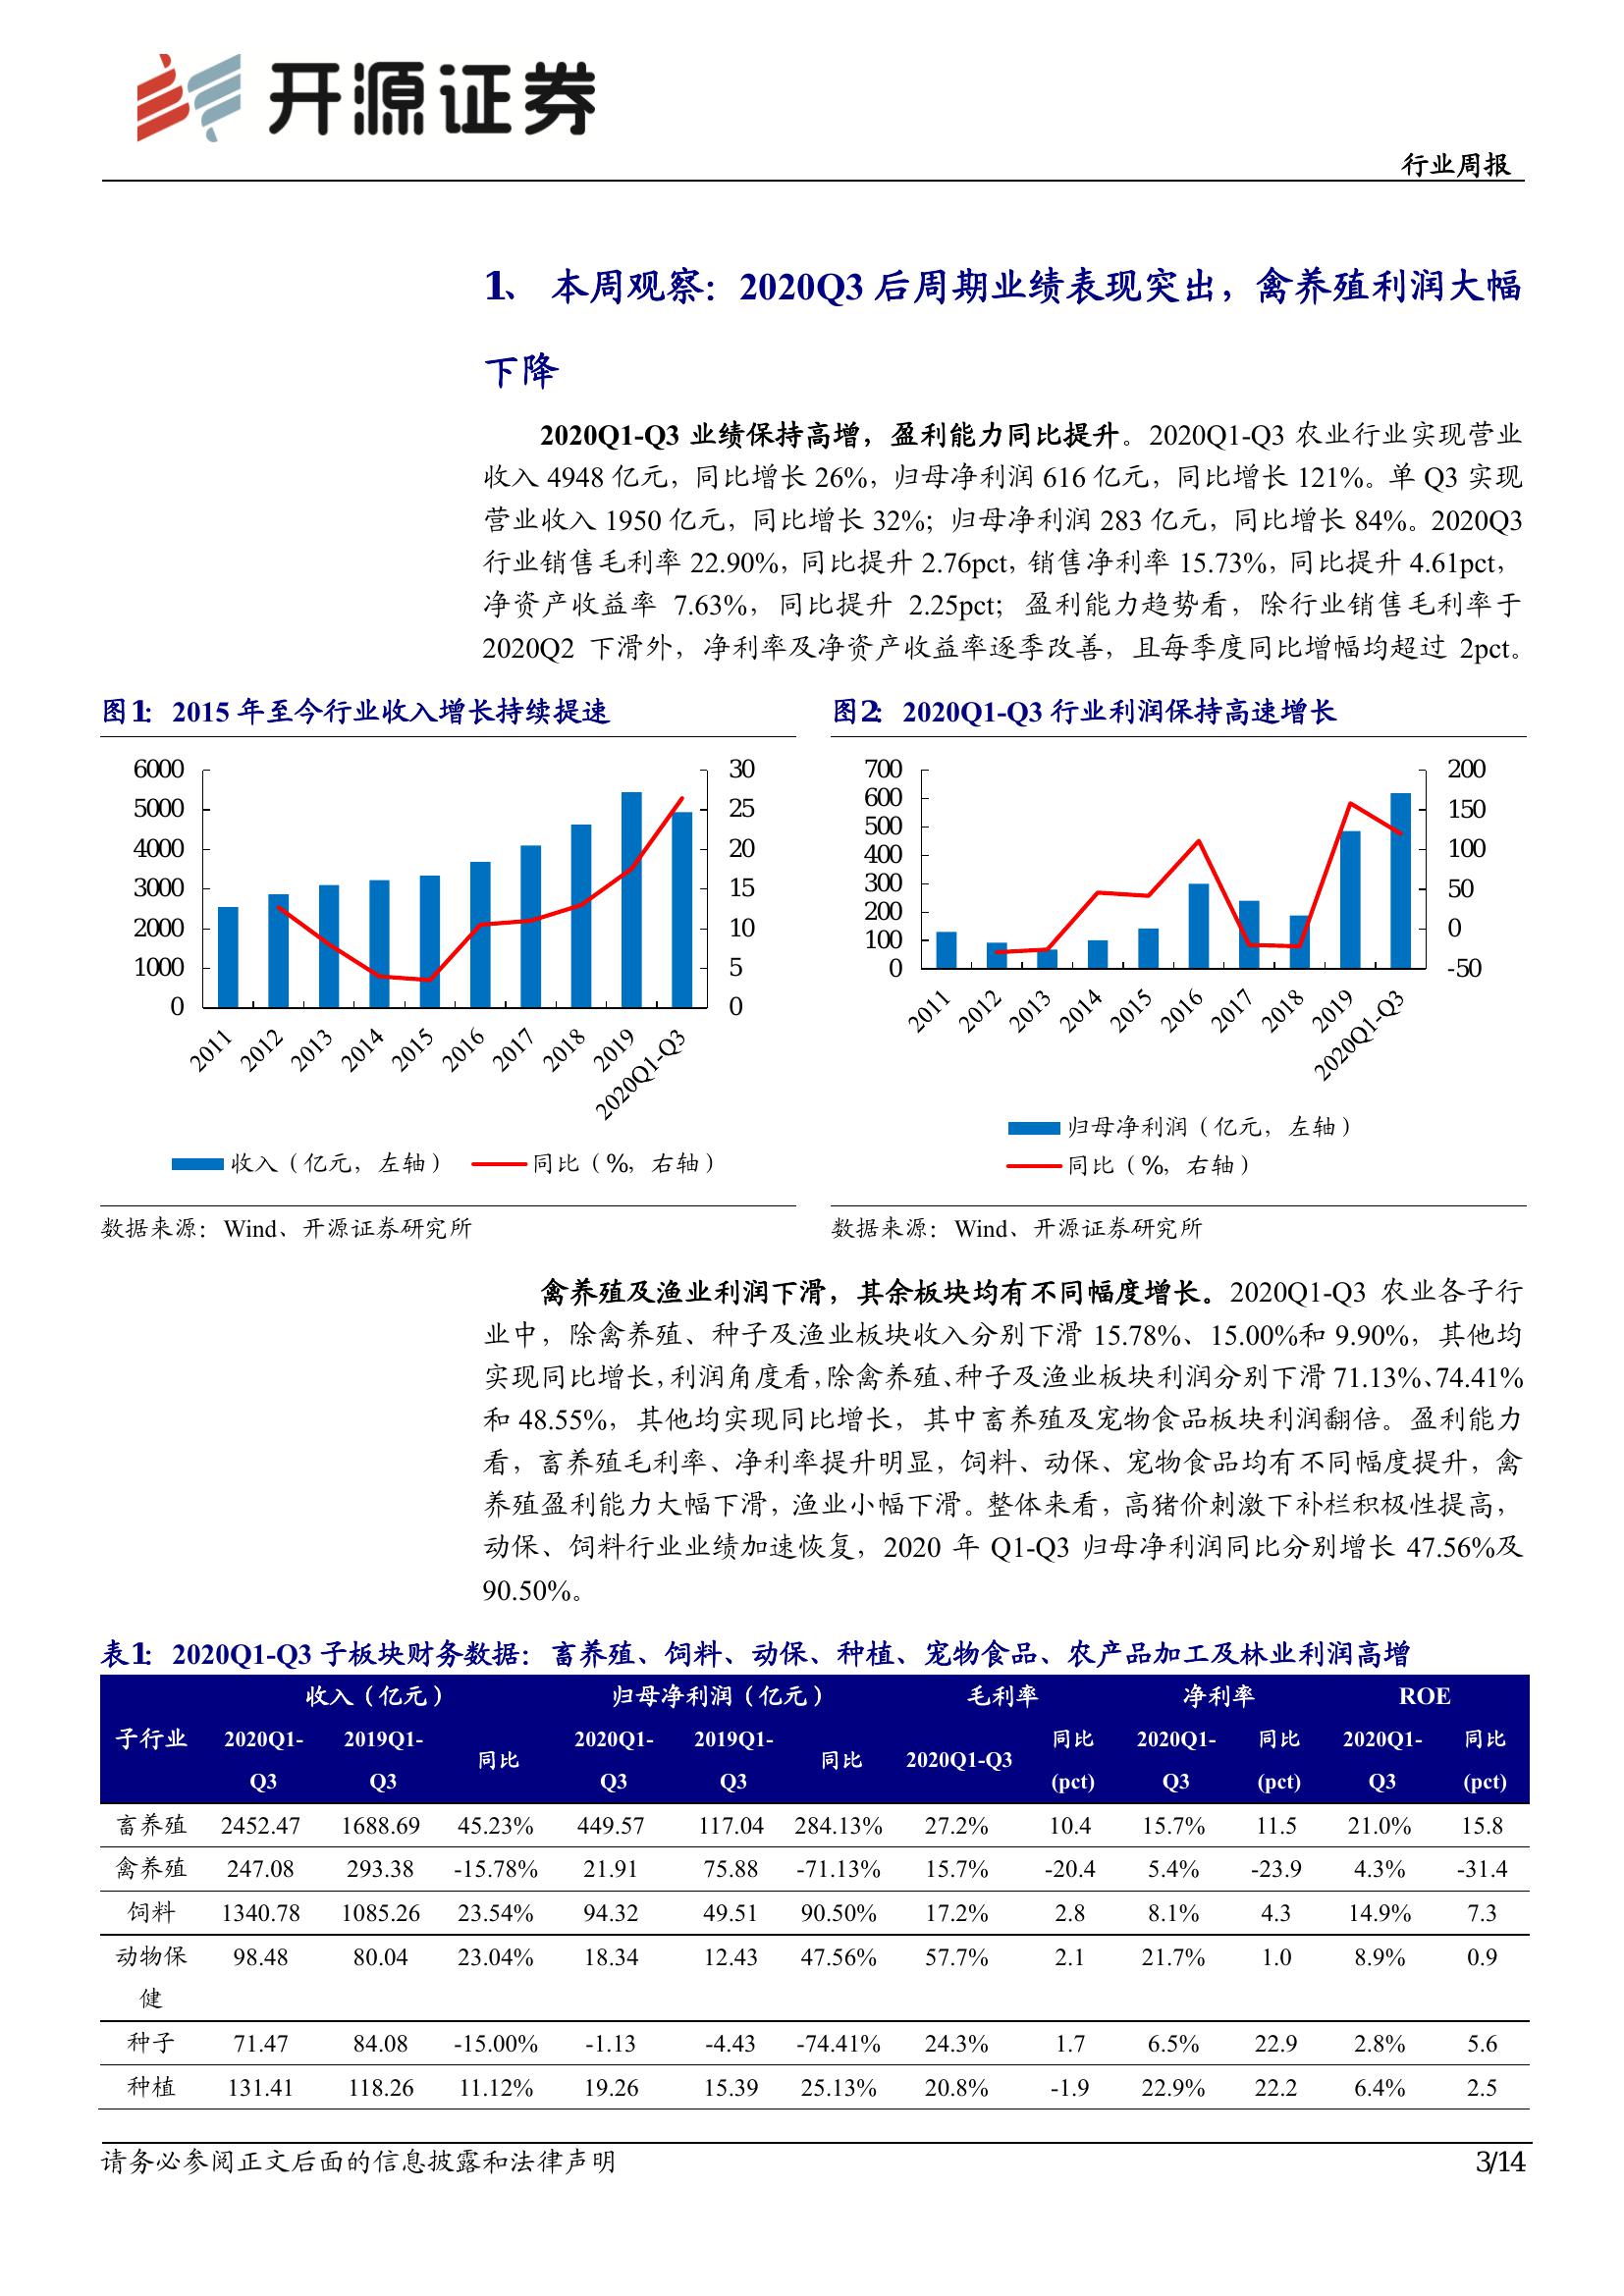 开源证券
行业周报
1、 本周观察：2020Q3 后周期业绩表现突出，禽养殖利润大幅
下降
2020Q1-Q3 业绩保持高增，盈利能力同比提升。2020Q1-Q3 农业行业实现营业
收入 4948 亿元，同比增长 26%，归母净利润 616 亿元，同比增长 121%。单 Q3 实现
营业收入 1950 亿元，同比增长 32%；归母净利润 283 亿元，同比增长 84%。2020Q3
行业销售毛利率 22.90%，同比提升 2.76pct，销售净利率 15.73%，同比提升 4.61pct，
净资产收益率 7.63%，同比提升 2.25pct；盈利能力趋势看，除行业销售毛利率于
2020Q2 下滑外，净利率及净资产收益率逐季改善，且每季度同比增幅均超过 2pct。
图1： 2015 年至今行业收入增长持续提速
6000
5000
4000
3000
2000
1000
0
30
25
20
15
10
5
0
2011
2012
2013
2014
2015
2016
2017
2018
2019
2020Q1-Q3
收入（亿元，左轴） 同比（%，右轴）
数据来源：Wind、开源证券研究所
图2： 2020Q1-Q3 行业利润保持高速增长
700
600
500
400
300
200
100
0
200
150
100
50
0
-50
2011
2012
2013
2014
2015
2016
2017
2018
2019
2020Q1-Q3
归母净利润（亿元，左轴）
同比（%，右轴）
数据来源：Wind、开源证券研究所
禽养殖及渔业利润下滑，其余板块均有不同幅度增长。2020Q1-Q3 农业各子行
业中，除禽养殖、种子及渔业板块收入分别下滑 15.78%、15.00%和 9.90%，其他均
实现同比增长，利润角度看，除禽养殖、种子及渔业板块利润分别下滑 71.13%、74.41%
和 48.55%，其他均实现同比增长，其中畜养殖及宠物食品板块利润翻倍。盈利能力
看，畜养殖毛利率、净利率提升明显，饲料、动保、宠物食品均有不同幅度提升，禽
养殖盈利能力大幅下滑，渔业小幅下滑。整体来看，高猪价刺激下补栏积极性提高，
动保、饲料行业业绩加速恢复，2020 年 Q1-Q3 归母净利润同比分别增长 47.56%及
90.50%。
表1： 2020Q1-Q3 子板块财务数据：畜养殖、饲料、动保、种植、宠物食品、农产品加工及林业利润高增
收入（亿元） 归母净利润（亿元） 毛利率 净利率 ROE
子行业 2020Q1- 2019Q1- 同比 2020Q1- 2019Q1- 同比 2020Q1-Q3 同比 2020Q1- 同比 2020Q1- 同比
Q3 Q3 Q3 Q3 (pct) Q3 (pct) Q3 (pct)
畜养殖 2452.47 1688.69 45.23% 449.57 117.04 284.13% 27.2% 10.4 15.7% 11.5 21.0% 15.8
禽养殖 247.08 293.38 -15.78% 21.91 75.88 -71.13% 15.7% -20.4 5.4% -23.9 4.3% -31.4
饲料 1340.78 1085.26 23.54% 94.32 49.51 90.50% 17.2% 2.8 8.1% 4.3 14.9% 7.3
动物保 98.48 80.04 23.04% 18.34 12.43 47.56% 57.7% 2.1 21.7% 1.0 8.9% 0.9
健
种子 71.47 84.08 -15.00% -1.13 -4.43 -74.41% 24.3% 1.7 6.5% 22.9 2.8% 5.6
种植 131.41 118.26 11.12% 19.26 15.39 25.13% 20.8% -1.9 22.9% 22.2 6.4% 2.5
请务必参阅正文后面的信息披露和法律声明
3/14